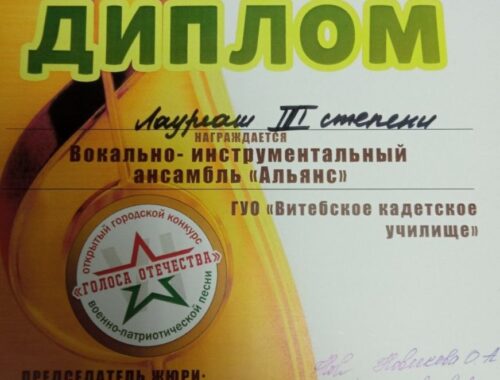 ДИПЛОМ
Лауреат III степени
НАГРАЖДАЕТСЯ
Вокально- инструментальный
ансамбль «Альянс»
ГУО «Витебское кадетское
училище»
открытый городской конкурс
«ГОЛОСА ОТЕЧЕСТВА»
военно-патриотической песни
Новикова О А
ПРЕДСЕДАТЕЛЬ ЖЮРИ: